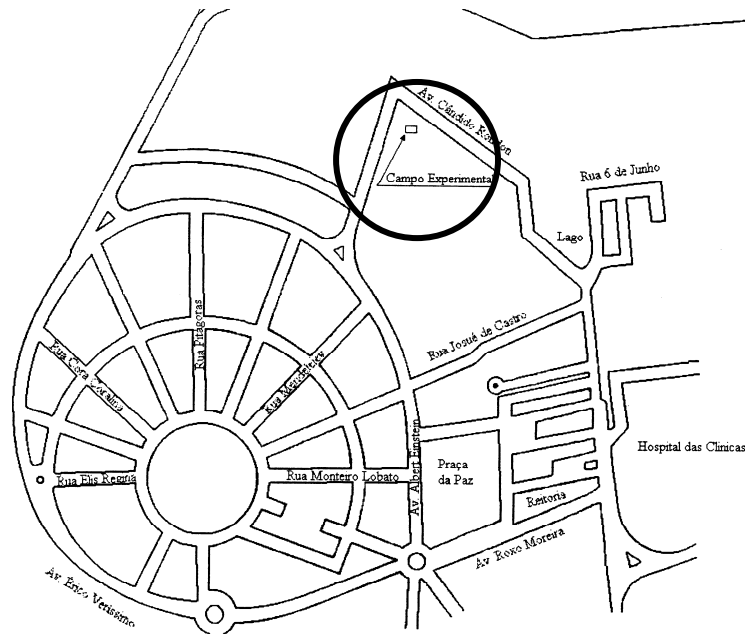 Av. Cândido Rondon
Campo Experimental
Rua 6 de Junho
Lago
Rua Pitágoras
Rua Josué de Castro
Rua Cora Coralina
Rua Mendeleiev
Av. Albert Einstein
Praça
da Paz
Hospital das Clinicas
Rua Elis Regina
Rua Monteiro Lobato
Reitoria
Av Roxo Moreira
Av. Érico Veríssimo